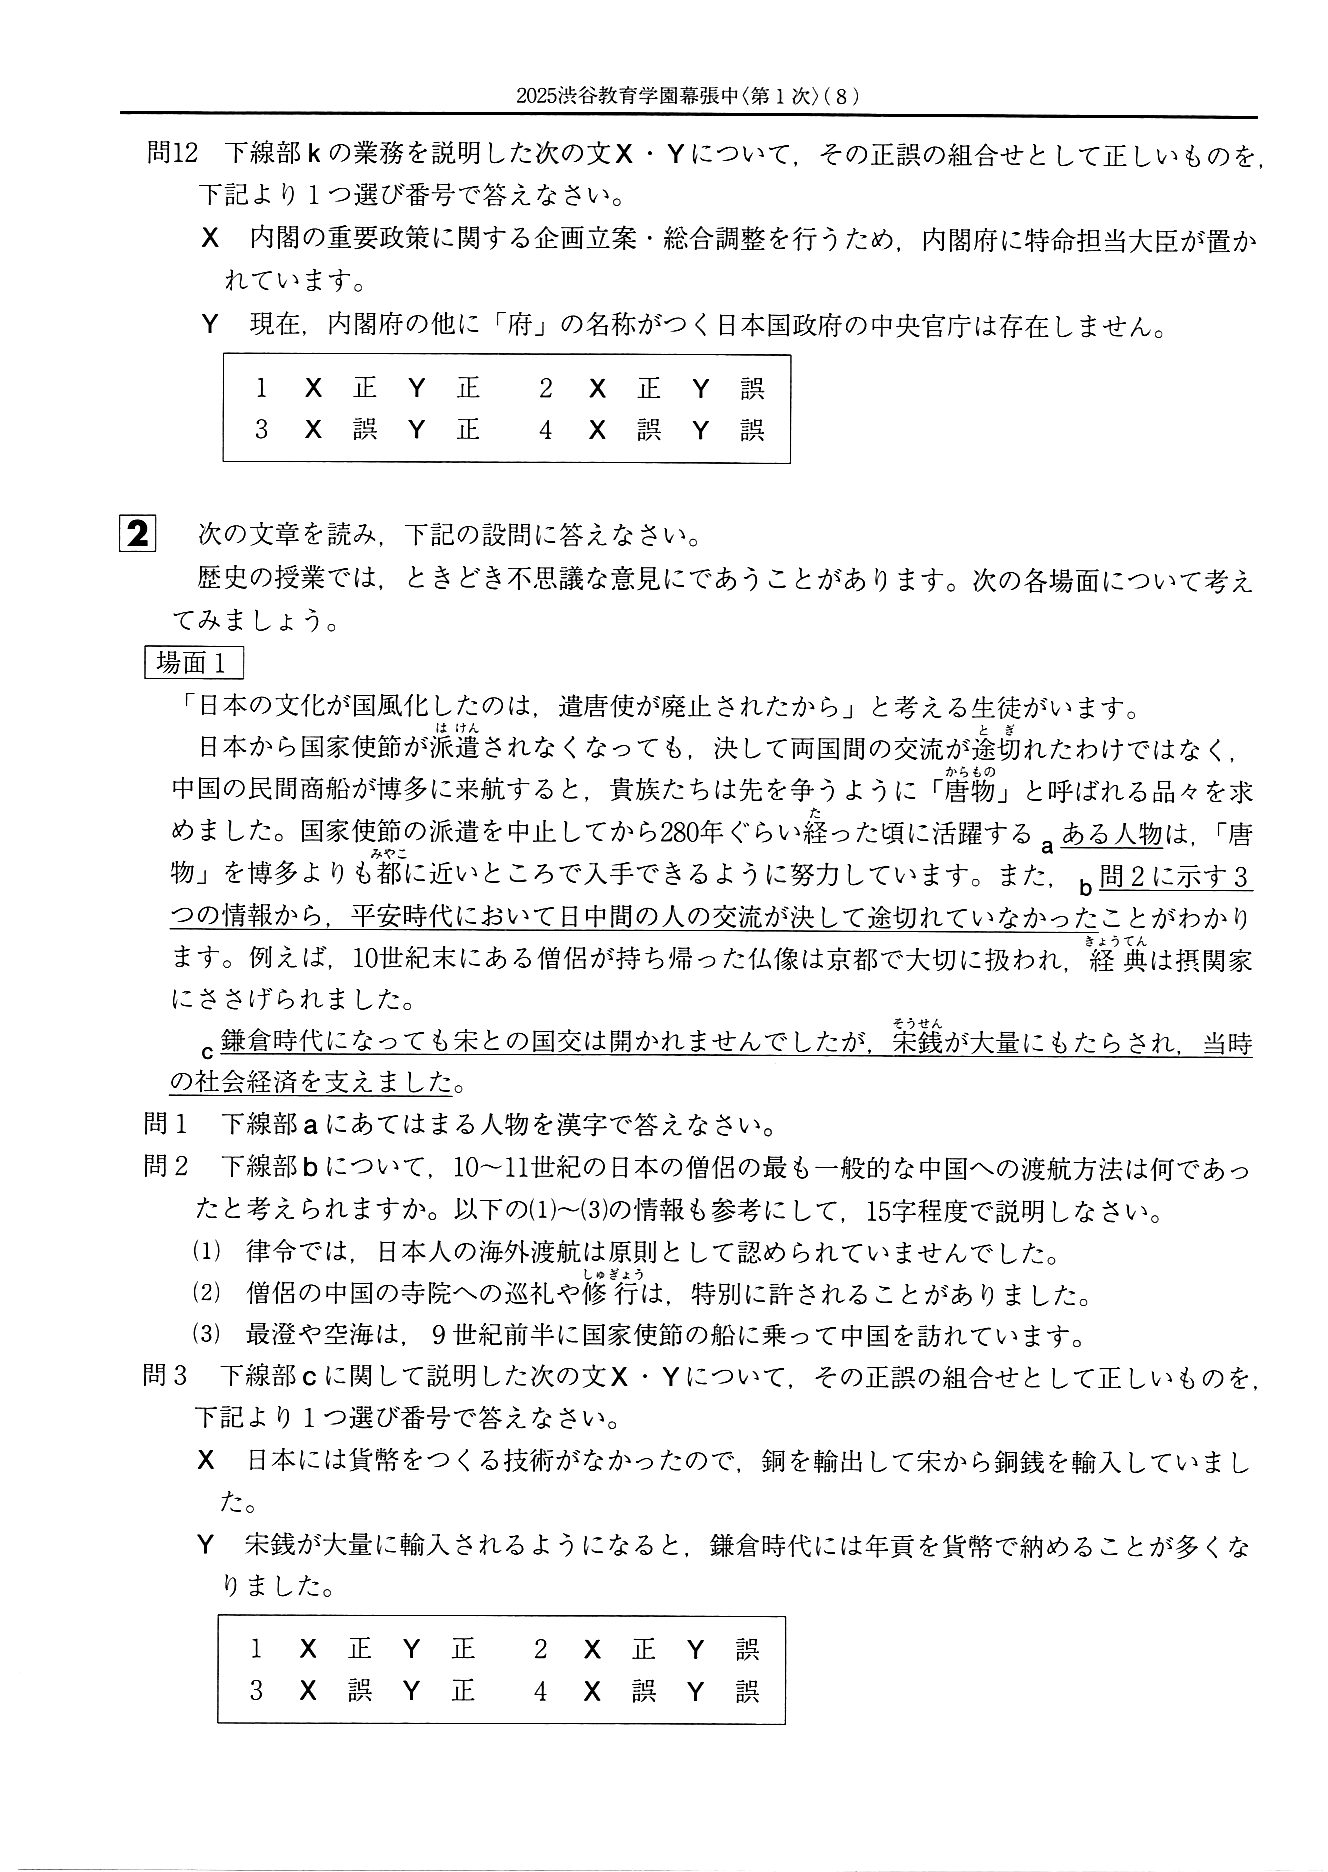 2025渋谷教育学園幕張中〈第1次〉(8)
問12 下線部kの業務を説明した次の文X・Yについて，その正誤の組合せとして正しいものを，
下記より1つ選び番号で答えなさい。
X 内閣の重要政策に関する企画立案・総合調整を行うため，内閣府に特命担当大臣が置か
れています。
Y 現在，内閣府の他に「府」の名称がつく日本国政府の中央官庁は存在しません。
1 X 正 Y 正 2 X 正 Y 誤
3 X 誤 Y 正 4 X 誤 Y 誤
2 次の文章を読み，下記の設問に答えなさい。
歴史の授業では，ときどき不思議な意見にであうことがあります。次の各場面について考え
てみましょう。
場面1
「日本の文化が国風化したのは，遣唐使が廃止されたから」と考える生徒がいます。
はけん とぎ
日本から国家使節が派遣されなくなっても，決して両国間の交流が途切れたわけではなく，
からもの
中国の民間商船が博多に来航すると，貴族たちは先を争うように「唐物」と呼ばれる品々を求
た
めました。国家使節の派遣を中止してから280年ぐらい経った頃に活躍する a ある人物は，「唐
みやこ
物」を博多よりも都に近いところで入手できるように努力しています。また， b 問2に示す3
つの情報から，平安時代において日中間の人の交流が決して途切れていなかったことがわかり
きょうてん
ます。例えば，10世紀末にある僧侶が持ち帰った仏像は京都で大切に扱われ，経典は摂関家
にささげられました。
そうせん
c 鎌倉時代になっても宋との国交は開かれませんでしたが，宋銭が大量にもたらされ，当時
の社会経済を支えました。
問1 下線部aにあてはまる人物を漢字で答えなさい。
問2 下線部bについて，10～11世紀の日本の僧侶の最も一般的な中国への渡航方法は何であっ
たと考えられますか。以下の(1)～(3)の情報も参考にして，15字程度で説明しなさい。
(1) 律令では，日本人の海外渡航は原則として認められていませんでした。
しゅぎょう
(2) 僧侶の中国の寺院への巡礼や修行は，特別に許されることがありました。
(3) 最澄や空海は，9世紀前半に国家使節の船に乗って中国を訪れています。
問3 下線部cに関して説明した次の文X・Yについて，その正誤の組合せとして正しいものを，
下記より1つ選び番号で答えなさい。
X 日本には貨幣をつくる技術がなかったので，銅を輸出して宋から銅銭を輸入していまし
た。
Y 宋銭が大量に輸入されるようになると，鎌倉時代には年貢を貨幣で納めることが多くな
りました。
1 X 正 Y 正 2 X 正 Y 誤
3 X 誤 Y 正 4 X 誤 Y 誤